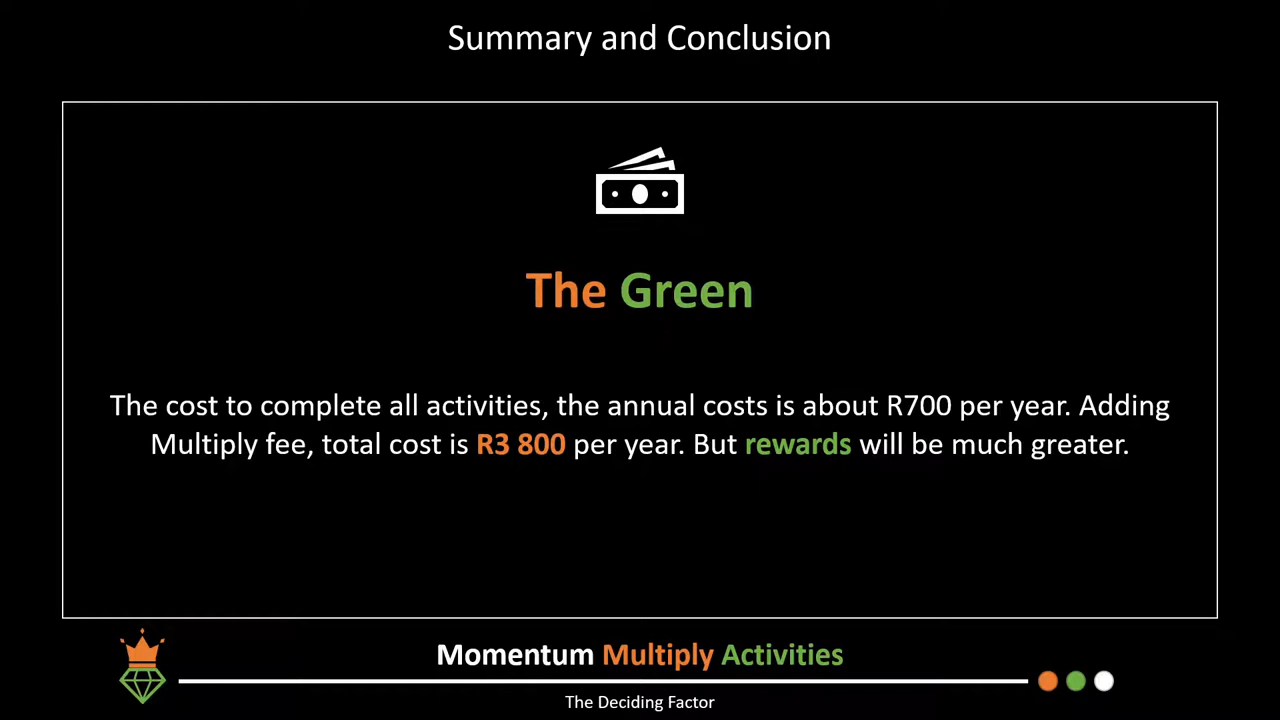 Summary and Conclusion
The Green
The cost to complete all activities, the annual costs is about R700 per year. Adding
Multiply fee, total cost is R3 800 per year. But rewards will be much greater.
Momentum Multiply Activities
The Deciding Factor